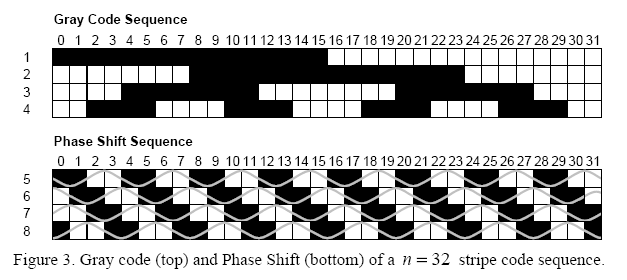 Gray Code Sequence
0 1 2 3 4 5 6 7 8 9 10 11 12 13 14 15 16 17 18 19 20 21 22 23 24 25 26 27 28 29 30 31
1
2
3
4
Phase Shift Sequence
0 1 2 3 4 5 6 7 8 9 10 11 12 13 14 15 16 17 18 19 20 21 22 23 24 25 26 27 28 29 30 31
5
6
7
8
Figure 3. Gray code (top) and Phase Shift (bottom) of a n = 32 stripe code sequence.